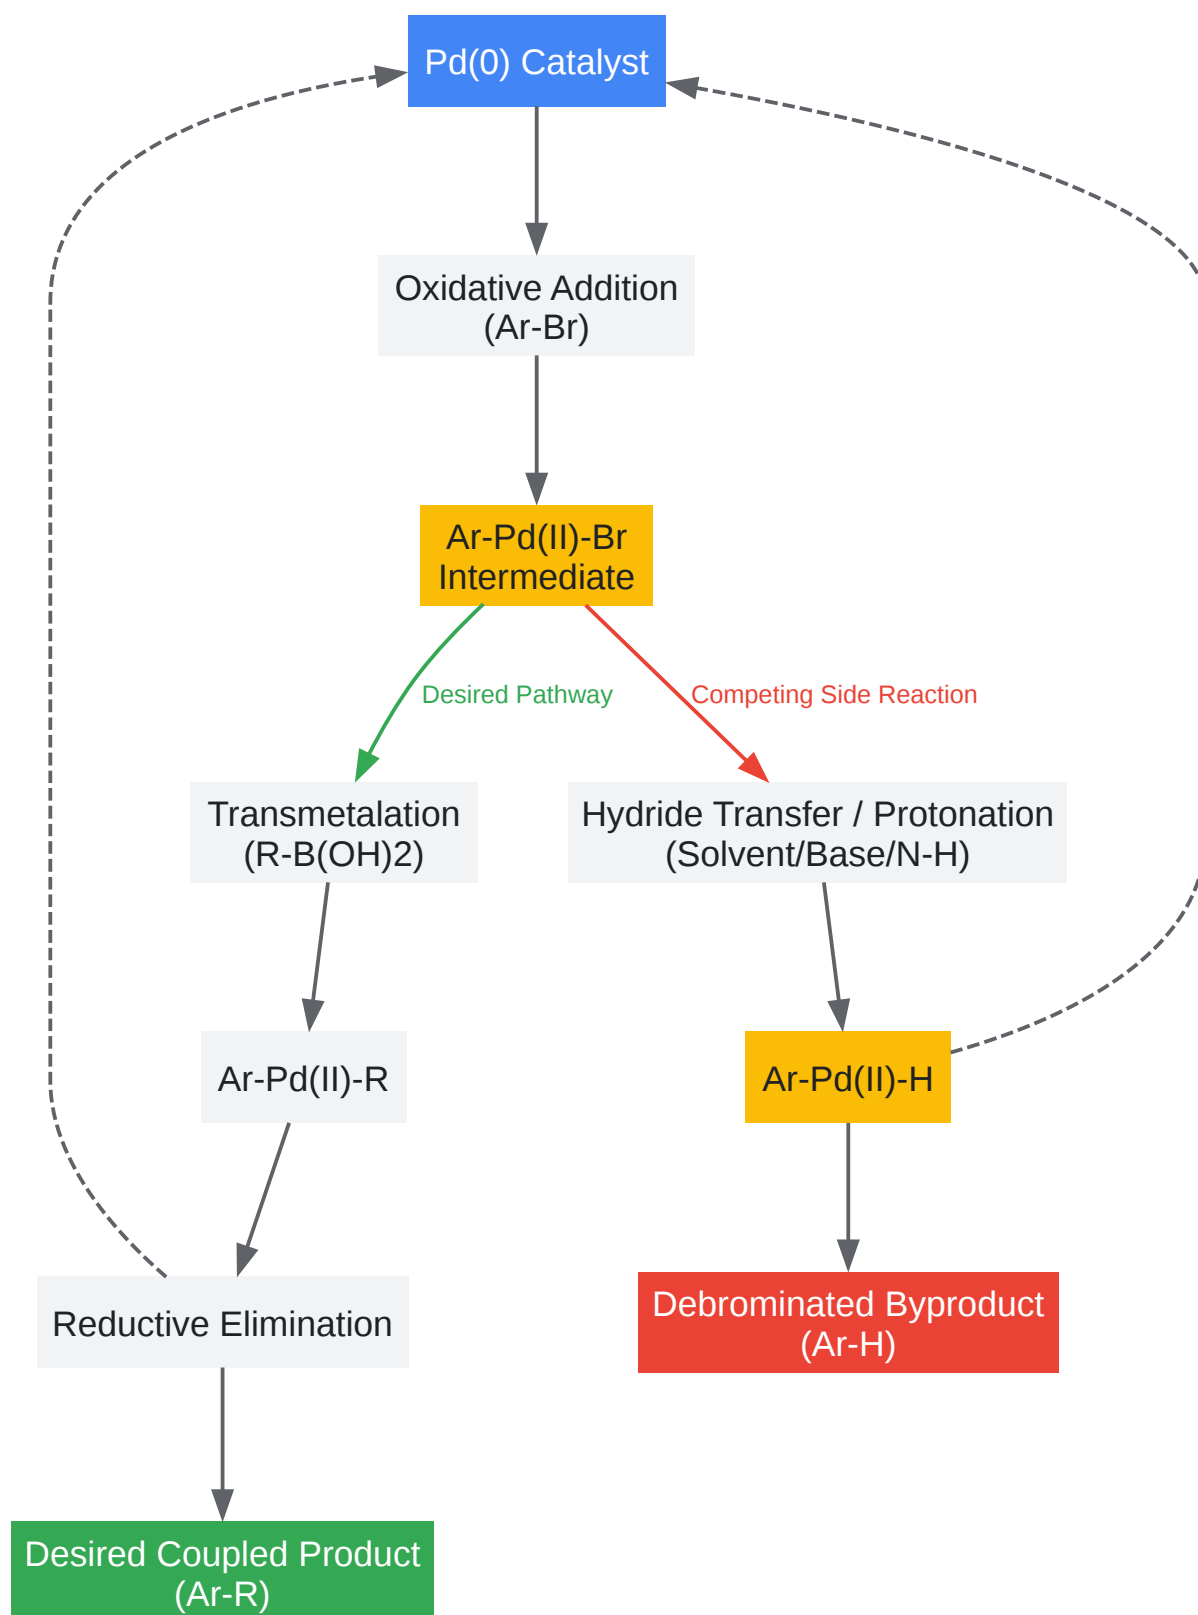 Pd(0) Catalyst
Oxidative Addition
(Ar-Br)
Ar-Pd(II)-Br
Intermediate
Desired Pathway
Competing Side Reaction
Transmetalation
(R-B(OH)2)
Hydride Transfer / Protonation
(Solvent/Base/N-H)
Ar-Pd(II)-R
Ar-Pd(II)-H
Reductive Elimination
Debrominated Byproduct
(Ar-H)
Desired Coupled Product
(Ar-R)